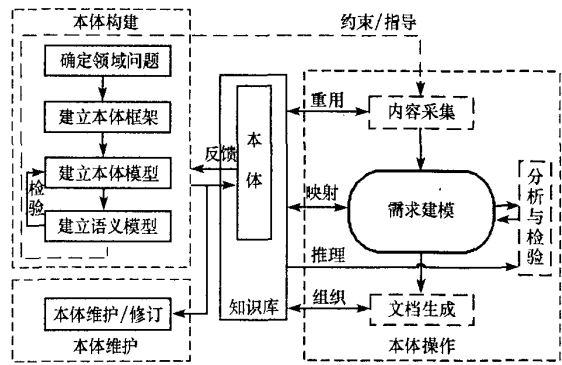 本体构建
约束/指导
确定领域问题
建立本体框架
建立本体模型
建立语义模型
检验
反馈
本体
知识库
本体维护/修订
本体维护
重用
映射
推理
组织
内容采集
需求建模
分析与检验
文档生成
本体操作